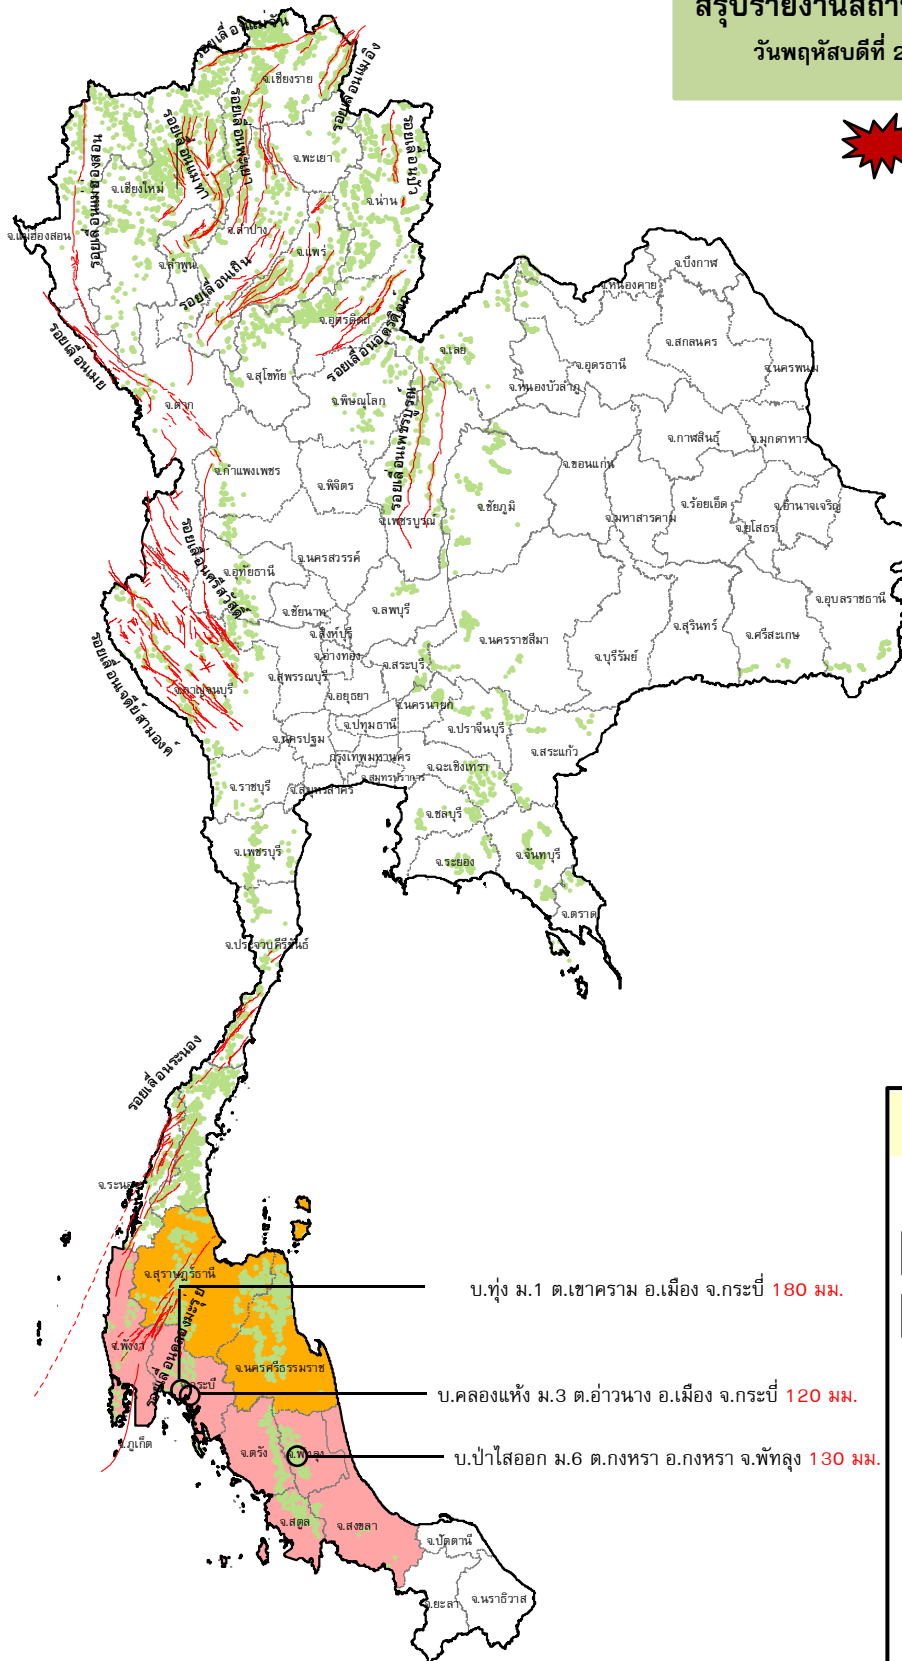 สรุปรายงานสถาน
วันพฤหัสบดีที่ 2
รอยเลื่อนแม่จัน
จ.เชียงราย
รอยเลื่อนแม่อิง
รอยเลื่อนแม่ฮ่องสอน
รอยเลื่อนแม่ทา
รอยเลื่อนพะเยา
รอยเลื่อนปัว
จ.พะเยา
จ.เชียงใหม่
จ.น่าน
จ.แม่ฮ่องสอน
จ.ลำปาง
จ.แพร่
จ.ลำพูน
รอยเลื่อนเถิน
จ.บึงกาฬ
จ.หนองคาย
จ.อุตรดิตถ์
รอยเลื่อนอุตรดิตถ์
รอยเลื่อนเมย
จ.เลย
จ.สกลนคร
จ.อุดรธานี
จ.นครพนม
จ.สุโขทัย
จ.หนองบัวลำภู
จ.ตาก
จ.พิษณุโลก
รอยเลื่อนเพชรบูรณ์
จ.กาฬสินธุ์
จ.มุกดาหาร
จ.กำแพงเพชร
จ.ขอนแก่น
จ.พิจิตร
จ.ชัยภูมิ
จ.ร้อยเอ็ด
จ.อำนาจเจริญ
จ.เพชรบูรณ์
จ.มหาสารคาม
จ.ยโสธร
รอยเลื่อนศรีสวัสดิ์
จ.นครสวรรค์
จ.อุทัยธานี
จ.อุบลราชธานี
จ.ชัยนาท
จ.ลพบุรี
จ.สุรินทร์
จ.ศรีสะเกษ
จ.นครราชสีมา
จ.สิงห์บุรี
จ.อ่างทอง
จ.บุรีรัมย์
จ.สระบุรี
จ.สุพรรณบุรี
รอยเลื่อนเจดีย์สามองค์
จ.กาญจนบุรี
จ.อยุธยา
จ.นครนายก
จ.ปทุมธานี
จ.ปราจีนบุรี
จ.นครปฐม
จ.สระแก้ว
กรุงเทพมหานคร
จ.ฉะเชิงเทรา
จ.สมุทรปราการ
จ.ราชบุรี
จ.สมุทรสาคร
จ.ชลบุรี
จ.เพชรบุรี
จ.ระยอง
จ.จันทบุรี
จ.ตราด
จ.ประจวบคีรีขันธ์
รอยเลื่อนระนอง
จ.ระนอง
จ.สุราษฎร์ธานี
บ.ทุ่ง ม.1 ต.เขาคราม อ.เมือง จ.กระบี่ 180 มม.
รอยเลื่อนคลองมะรุ่ย
จ.พังงา
จ.นครศรีธรรมราช
จ.กระบี่
บ.คลองแห้ง ม.3 ต.อ่าวนาง อ.เมือง จ.กระบี่ 120 มม.
จ.ภูเก็ต
จ.ตรัง
จ.พัทลุง
บ.ป่าไสออก ม.6 ต.กงหรา อ.กงหรา จ.พัทลุง 130 มม.
จ.สตูล
จ.สงขลา
จ.ปัตตานี
จ.ยะลา
จ.นราธิวาส